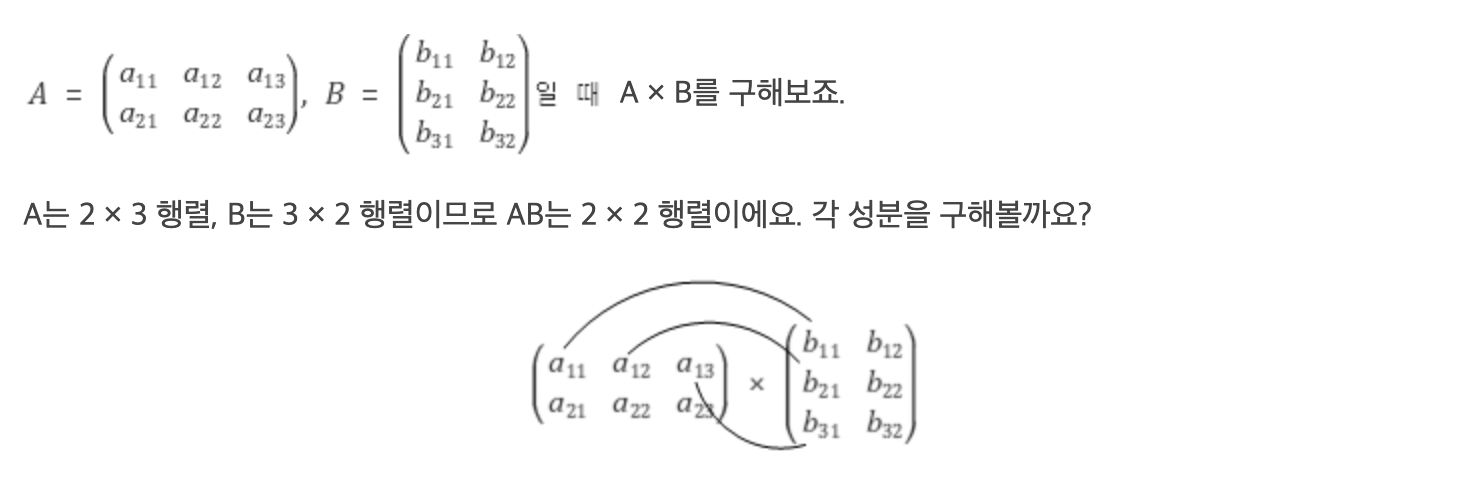 A = (a₁₁ a₁₂ a₁₃
a₂₁ a₂₂ a₂₃), B = (b₁₁ b₁₂
b₂₁ b₂₂
b₃₁ b₃₂)일 때 A × B를 구해보죠.
A는 2 × 3 행렬, B는 3 × 2 행렬이므로 AB는 2 × 2 행렬이에요. 각 성분을 구해볼까요?
(a₁₁ a₁₂ a₁₃
a₂₁ a₂₂ a₂₃) × (b₁₁ b₁₂
b₂₁ b₂₂
b₃₁ b₃₂)